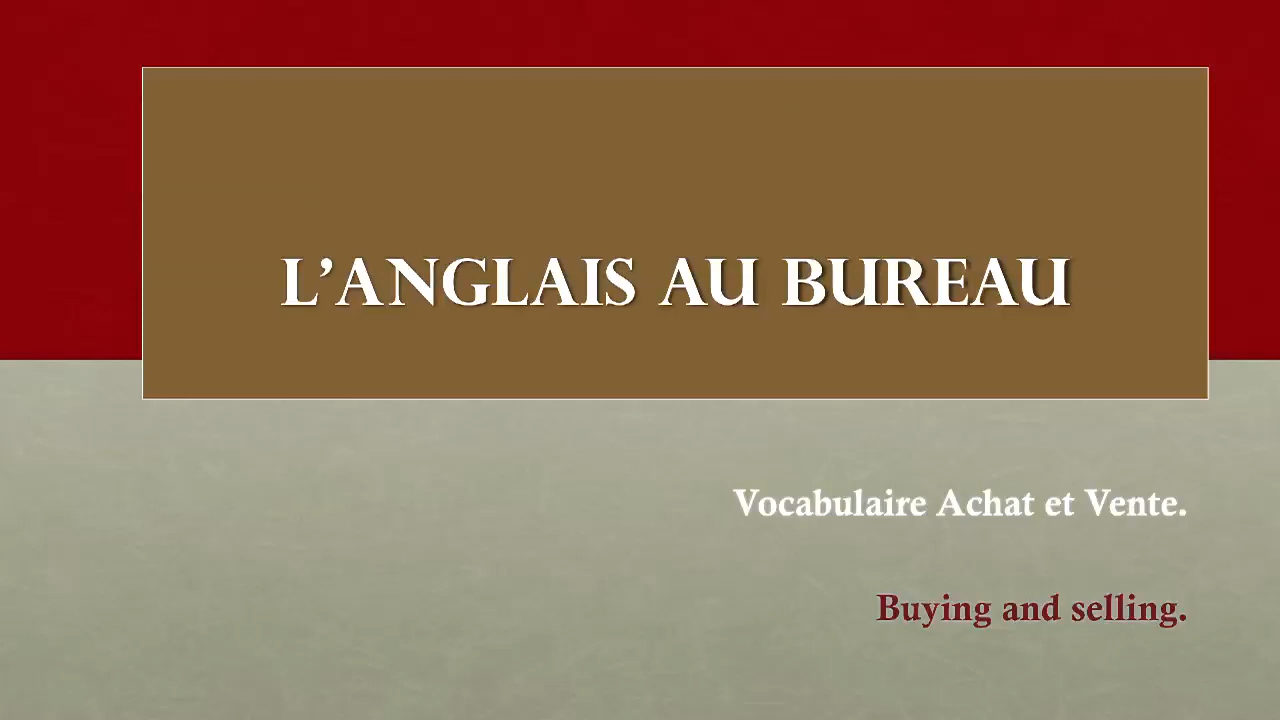 L'ANGLAIS AU BUREAU
Vocabulaire Achat et Vente.
Buying and selling.